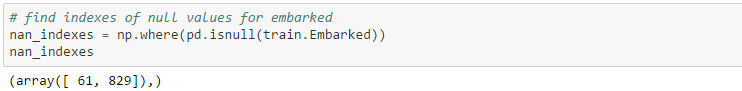 # find indexes of null values for embarked
nan_indexes = np.where(pd.isnull(train.Embarked))
nan_indexes
(array([ 61, 829]),)